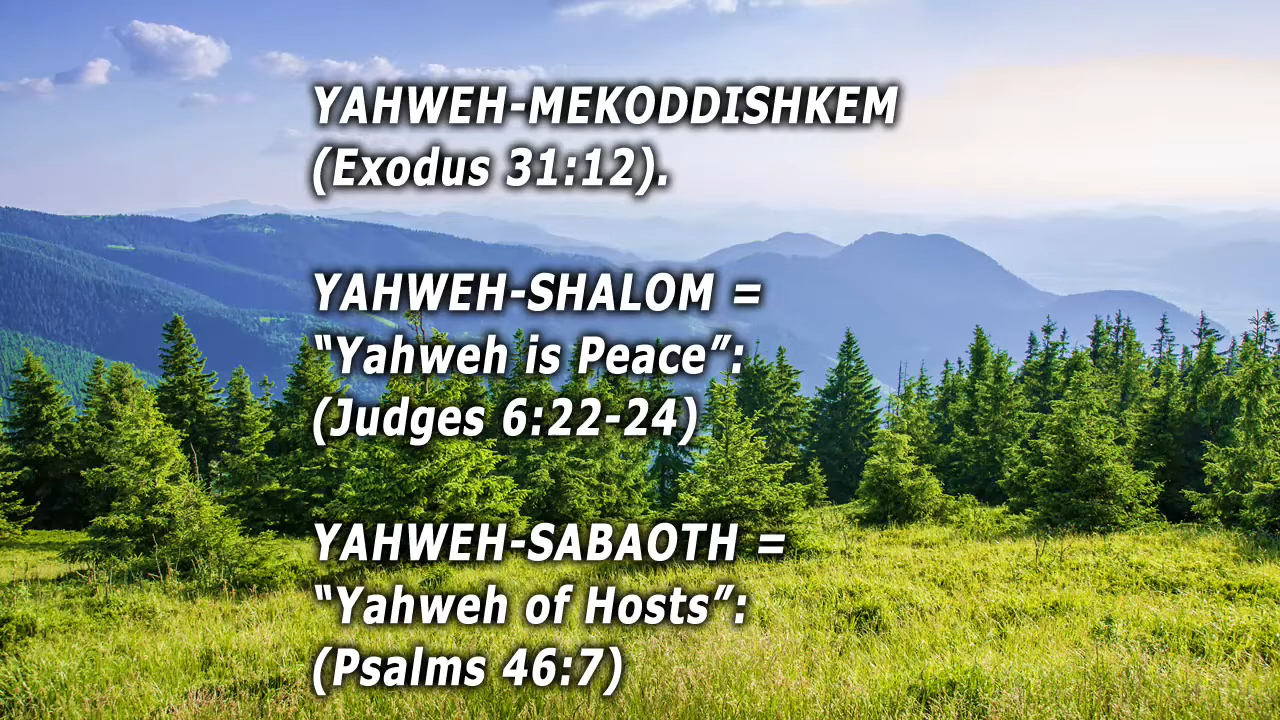 YAHWEH-MEKODDISHKEM
(Exodus 31:12).
YAHWEH-SHALOM =
“Yahweh is Peace”:
(Judges 6:22-24)
YAHWEH-SABAOTH =
“Yahweh of Hosts”:
(Psalms 46:7)